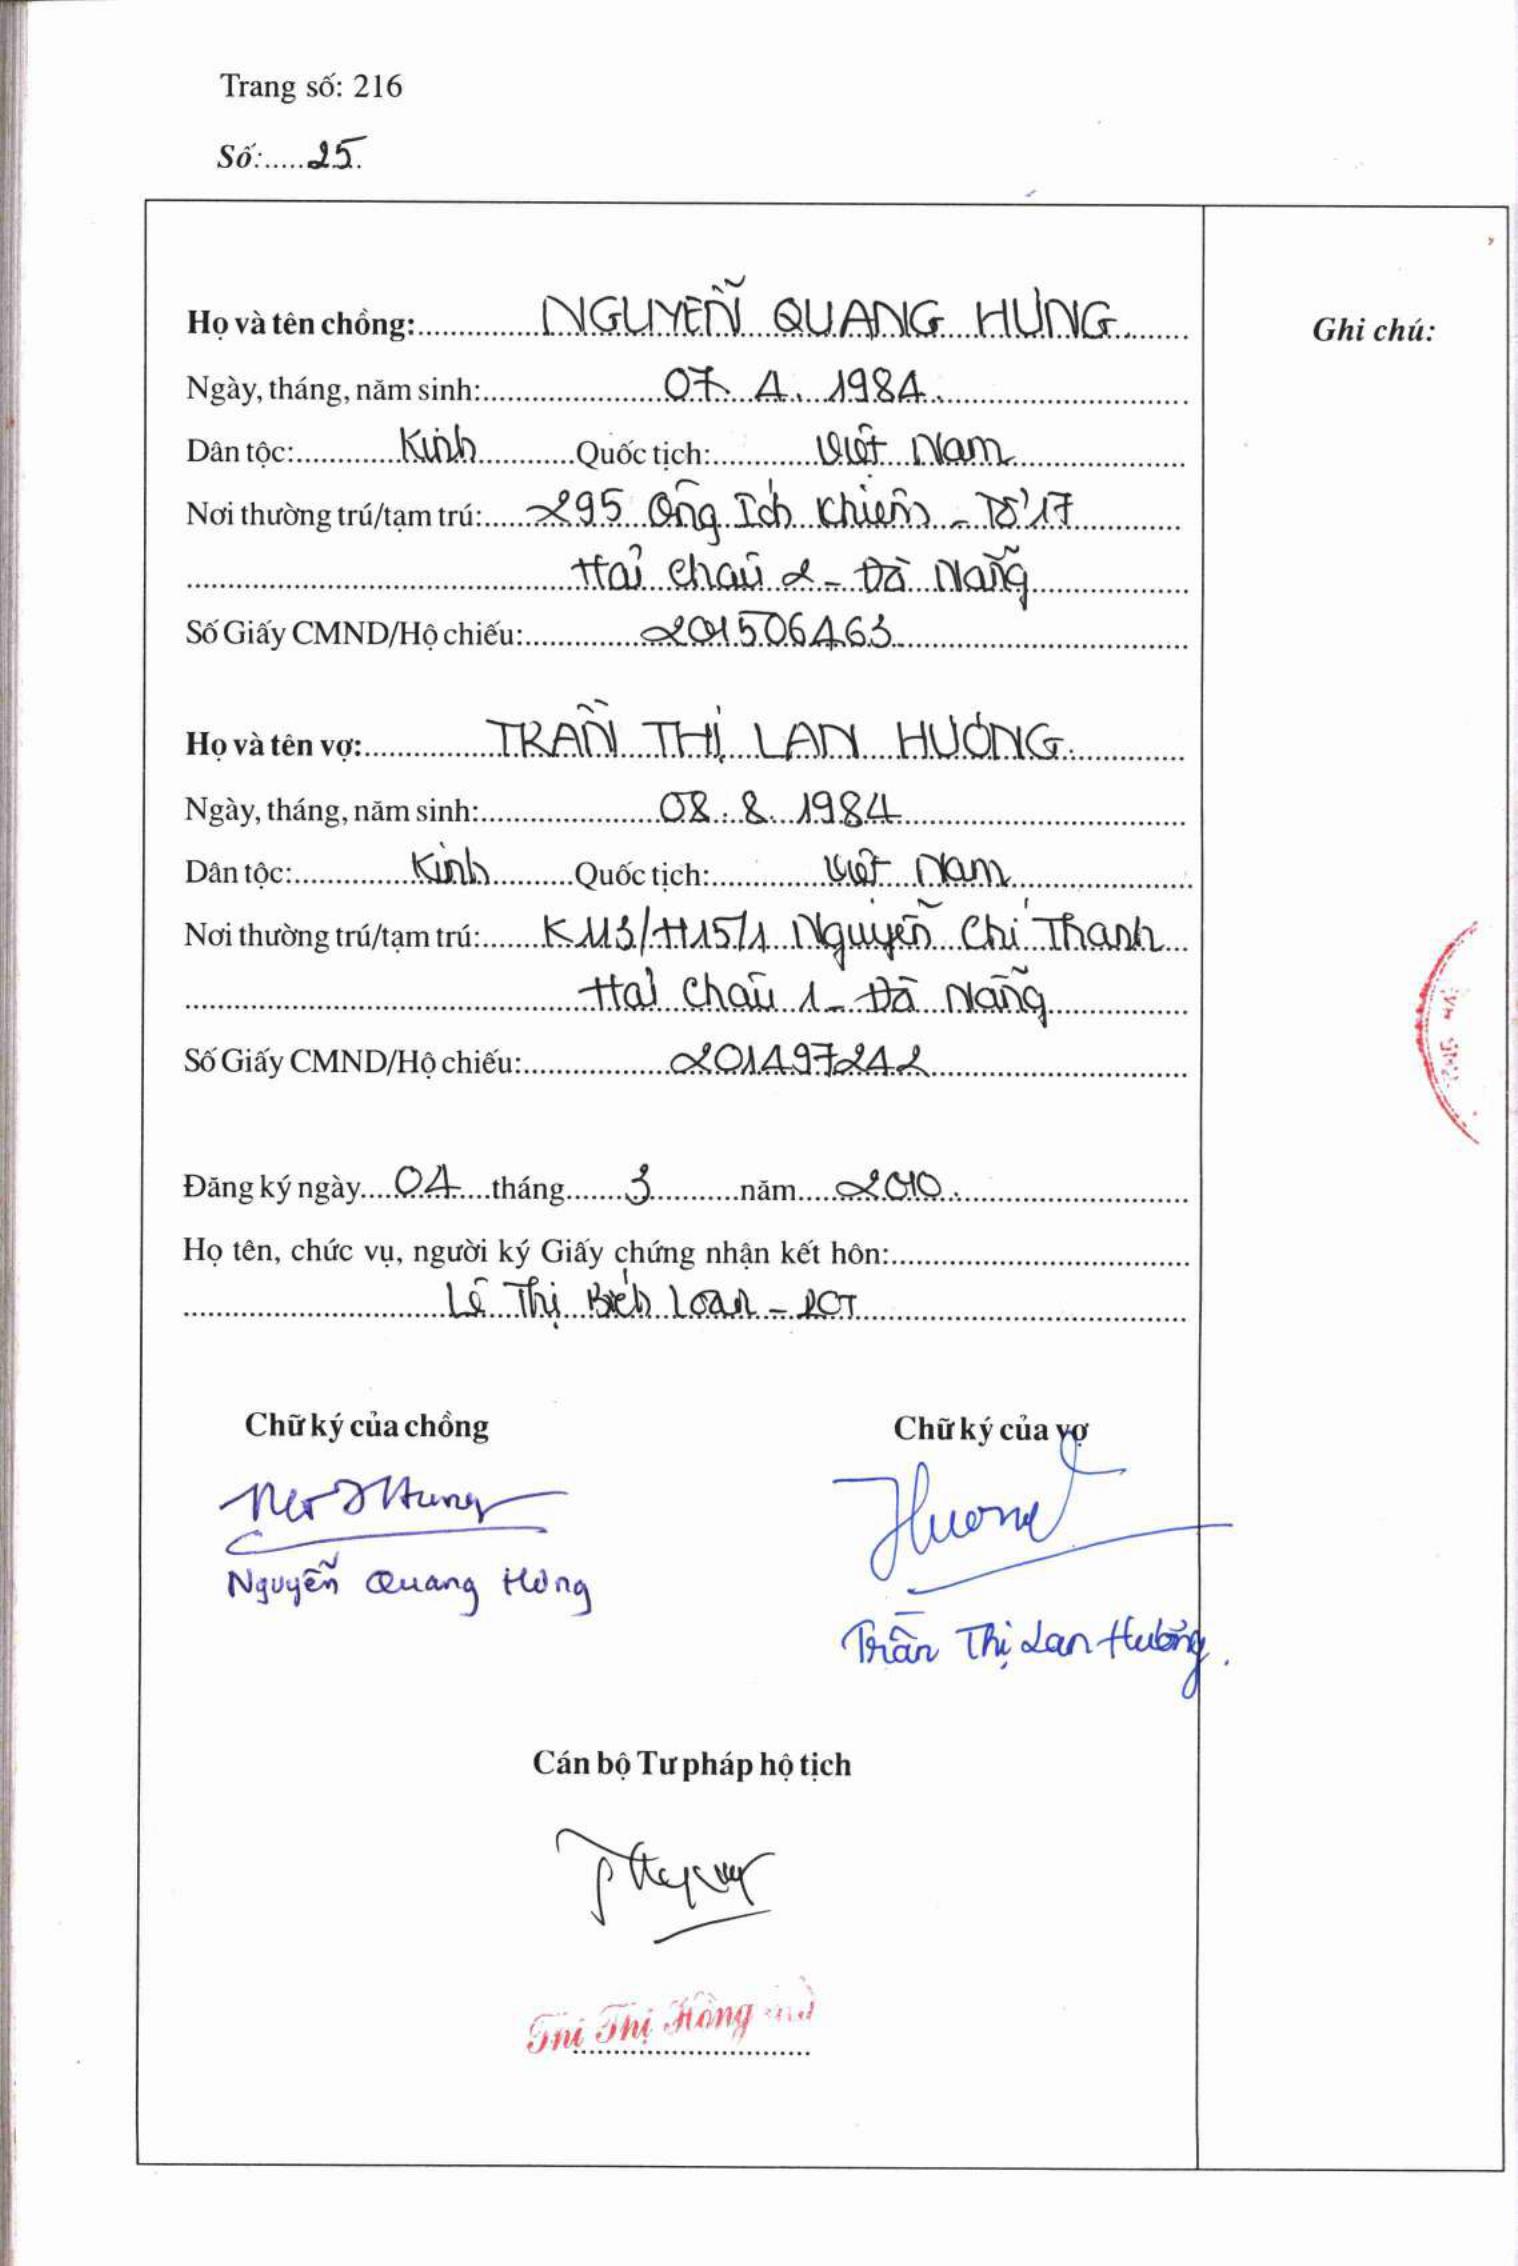 Trang số: 216
Số:.....25.
Họ và tên chồng: NGUYỄN QUANG HƯNG
Ghi chú:
Ngày, tháng, năm sinh: 07. 4. 1984.
Dân tộc: Kinh Quốc tịch: Việt Nam
Nơi thường trú/tạm trú: 295 Ông Ích Khiêm - Tổ 17
Hải Châu 2 - Đà Nẵng
Số Giấy CMND/Hộ chiếu: 201506463
Họ và tên vợ: TRẦN THỊ LAN HƯƠNG.
Ngày, tháng, năm sinh: 08. 8. 1984
Dân tộc: Kinh Quốc tịch: Việt Nam
Nơi thường trú/tạm trú: K113/H15/1 Nguyễn Chí Thanh
Hải Châu 1 - Đà Nẵng
Số Giấy CMND/Hộ chiếu: 201497242
Đăng ký ngày 04 tháng 3 năm 2010.
Họ tên, chức vụ, người ký Giấy chứng nhận kết hôn:
Lê Thị Bích Loan - PCT
Chữ ký của chồng Chữ ký của vợ
Hưng Hương
Nguyễn Quang Hưng
Trần Thị Lan Hương.
Cán bộ Tư pháp hộ tịch
Thị Hồng